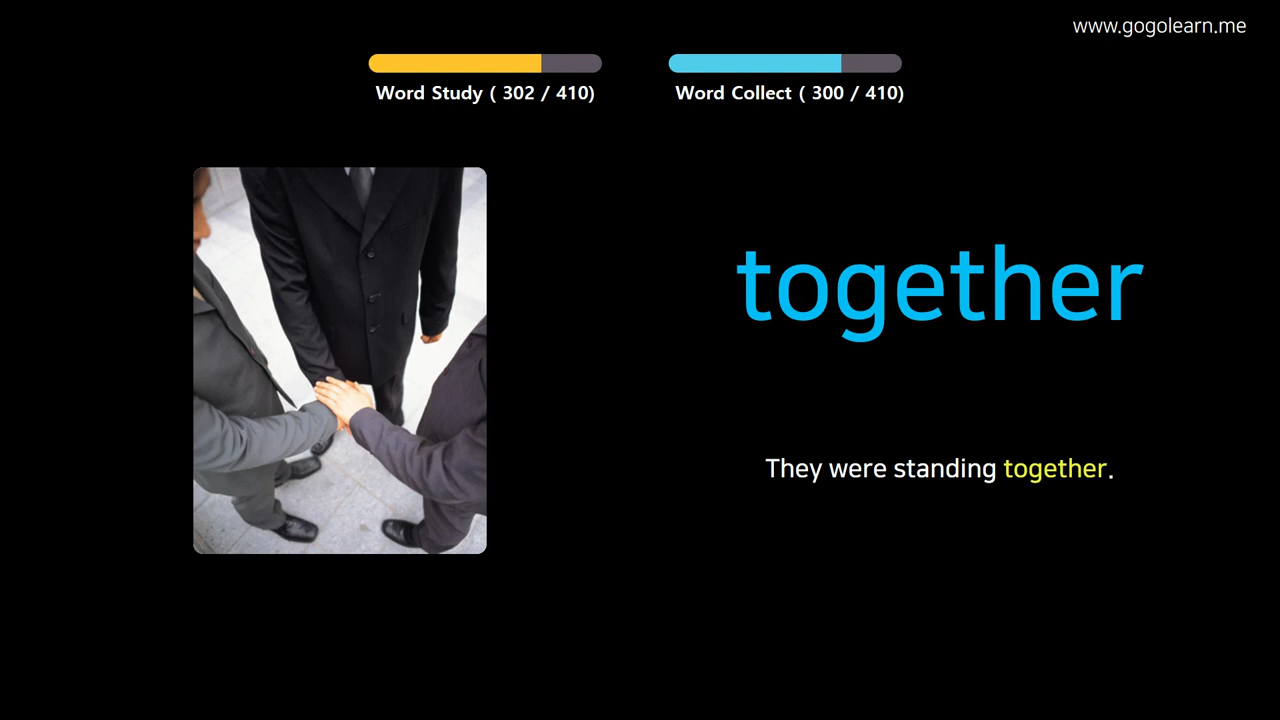 www.gogolearn.me
Word Study ( 302 / 410)
Word Collect ( 300 / 410)
together
They were standing together.